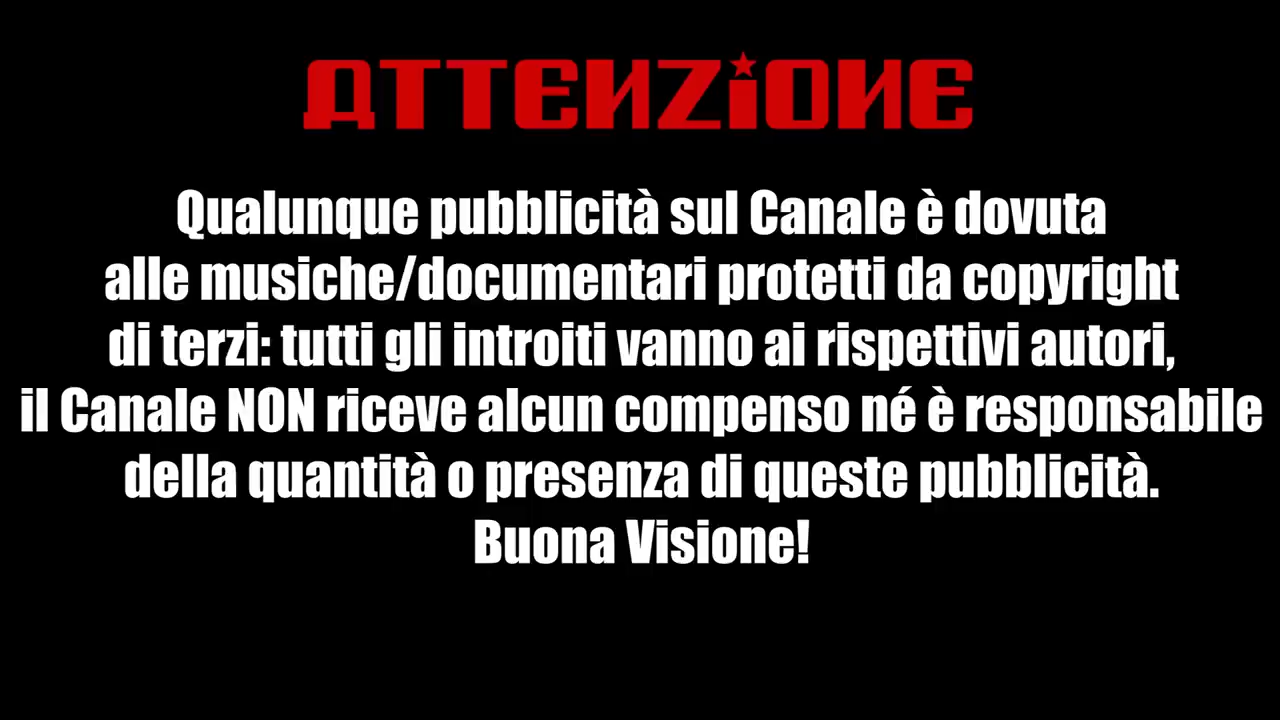 ATTENZIONE
Qualunque pubblicità sul Canale è dovuta
alle musiche/documentari protetti da copyright
di terzi: tutti gli introiti vanno ai rispettivi autori,
il Canale NON riceve alcun compenso né è responsabile
della quantità o presenza di queste pubblicità.
Buona Visione!